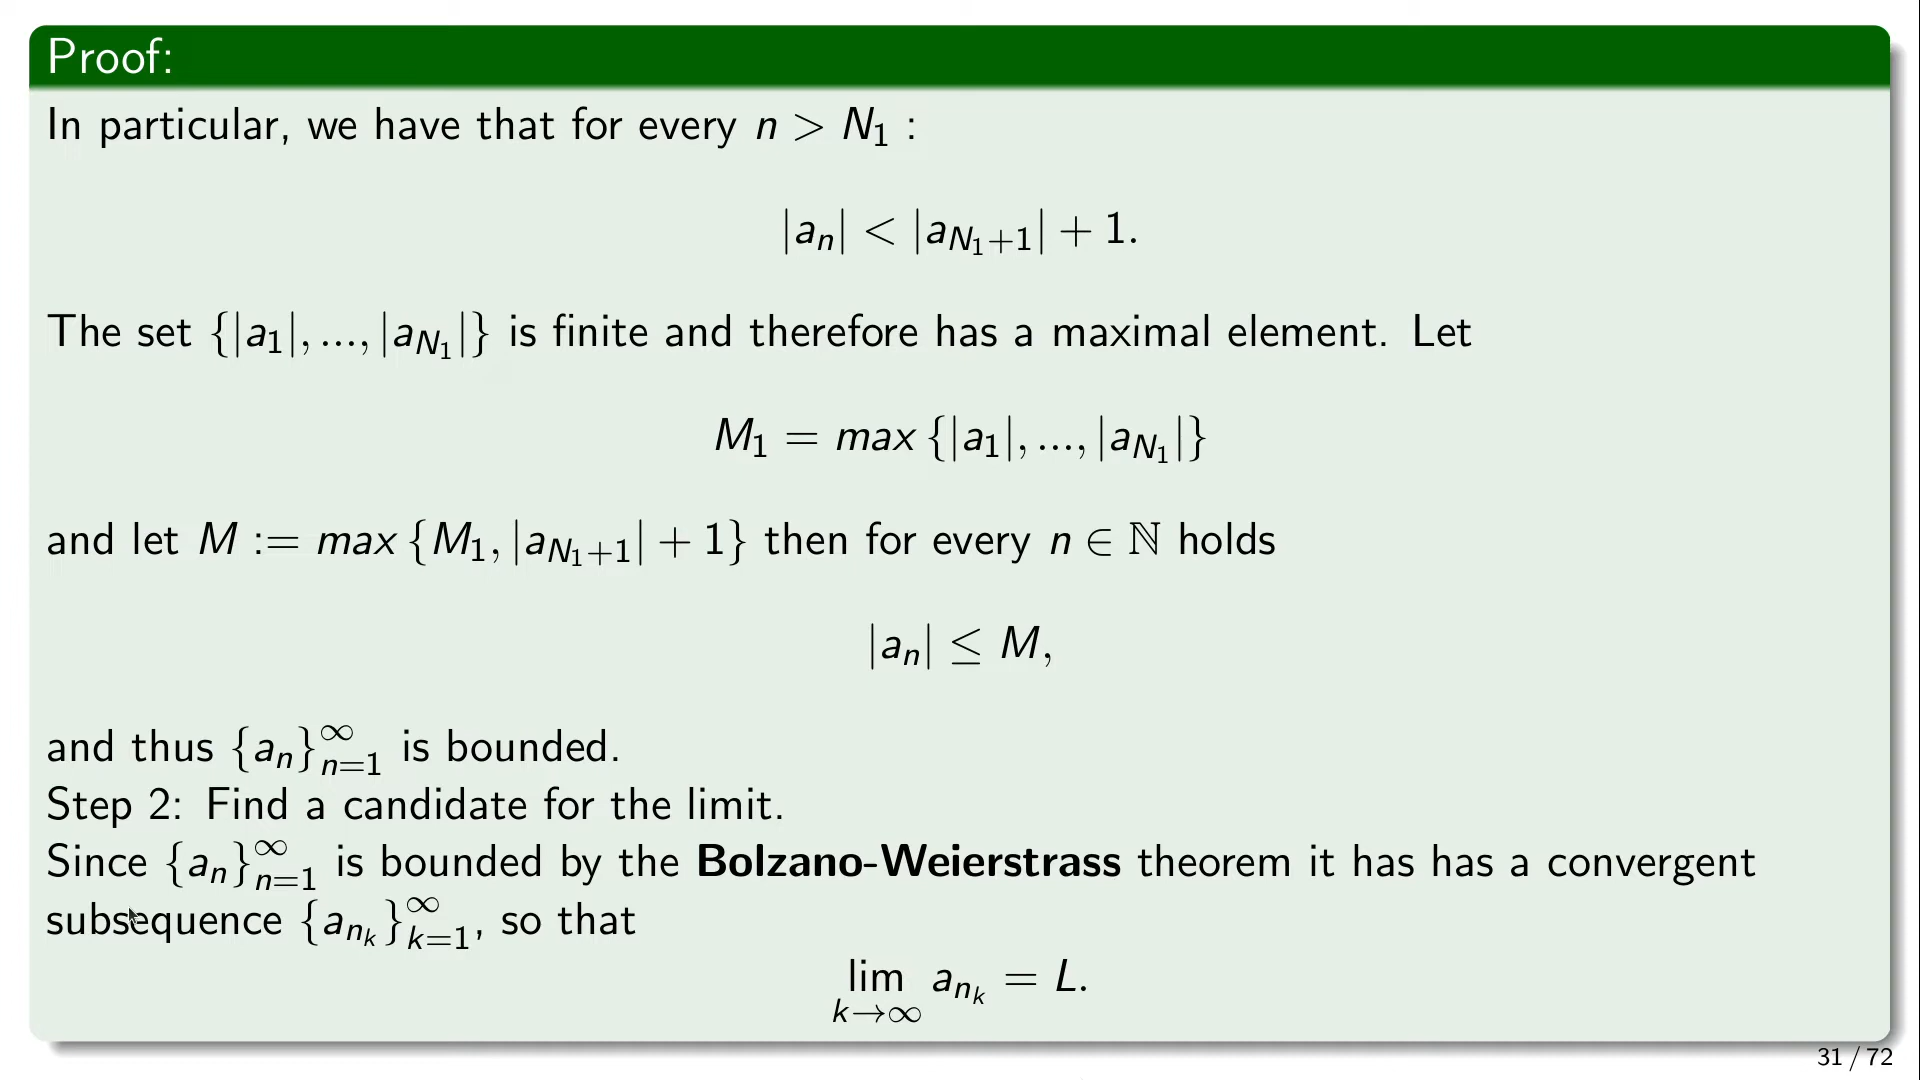 Proof:
In particular, we have that for every n > N₁ :
|aₙ| < |a_{N₁+1}| + 1.
The set {|a₁|, ..., |a_{N₁}|} is finite and therefore has a maximal element. Let
M₁ = max {|a₁|, ..., |a_{N₁}|}
and let M := max {M₁, |a_{N₁+1}| + 1} then for every n ∈ ℕ holds
|aₙ| ≤ M,
and thus {aₙ}_{n=1}^∞ is bounded.
Step 2: Find a candidate for the limit.
Since {aₙ}_{n=1}^∞ is bounded by the Bolzano-Weierstrass theorem it has has a convergent
subsequence {a_{n_k}}_{k=1}^∞, so that
lim_{k→∞} a_{n_k} = L.
31 / 72